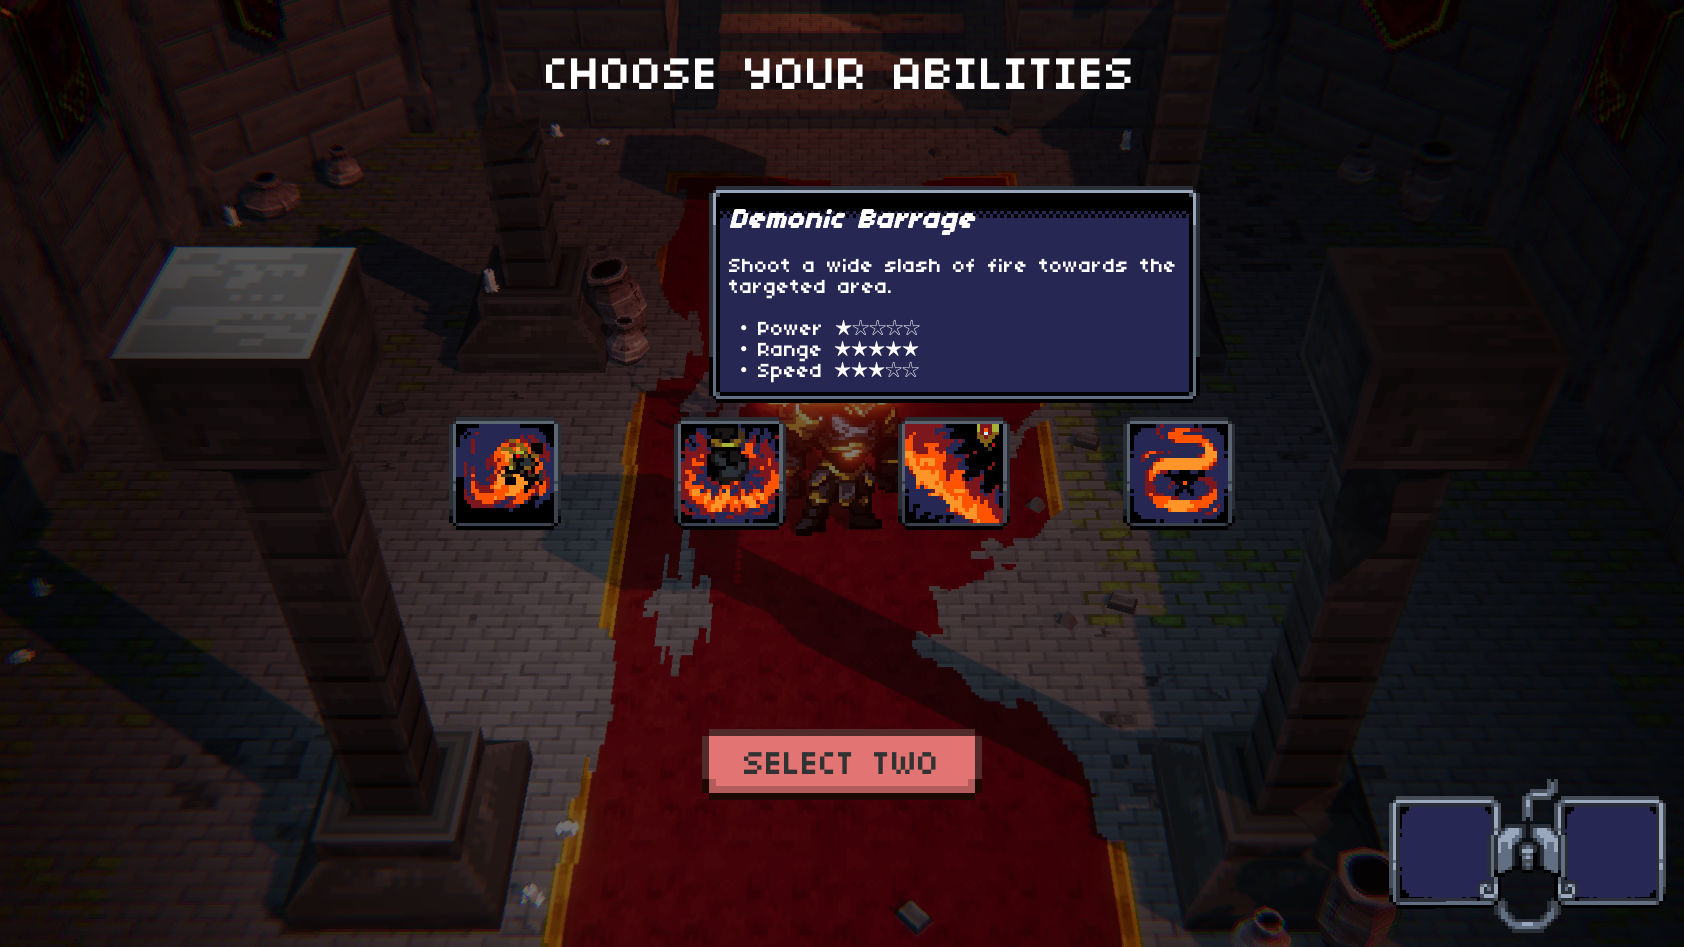 CHOOSE YOUR ABILITIES
Demonic Barrage
Shoot a wide slash of fire towards the
targeted area.
• Power ★☆☆☆☆
• Range ★★★★★
• Speed ★★★☆☆
SELECT TWO